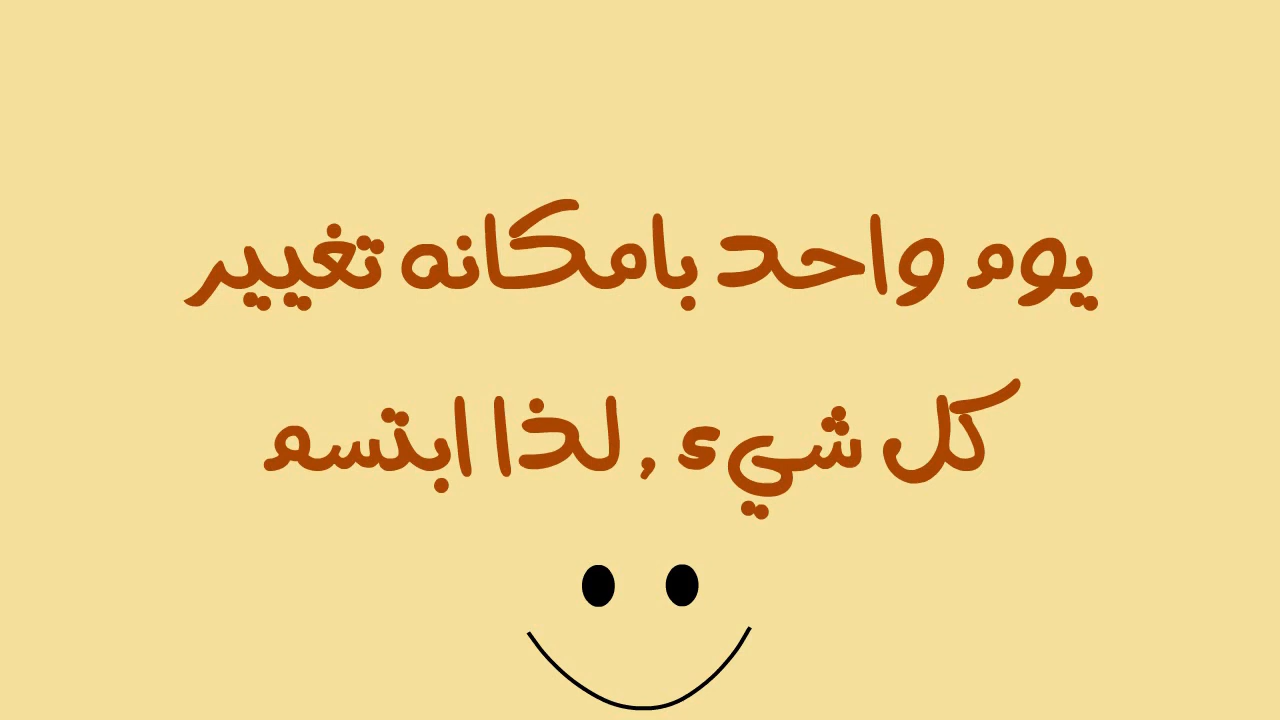 يوم واحد بامكانه تغيير
كل شيء , لذا ابتسم